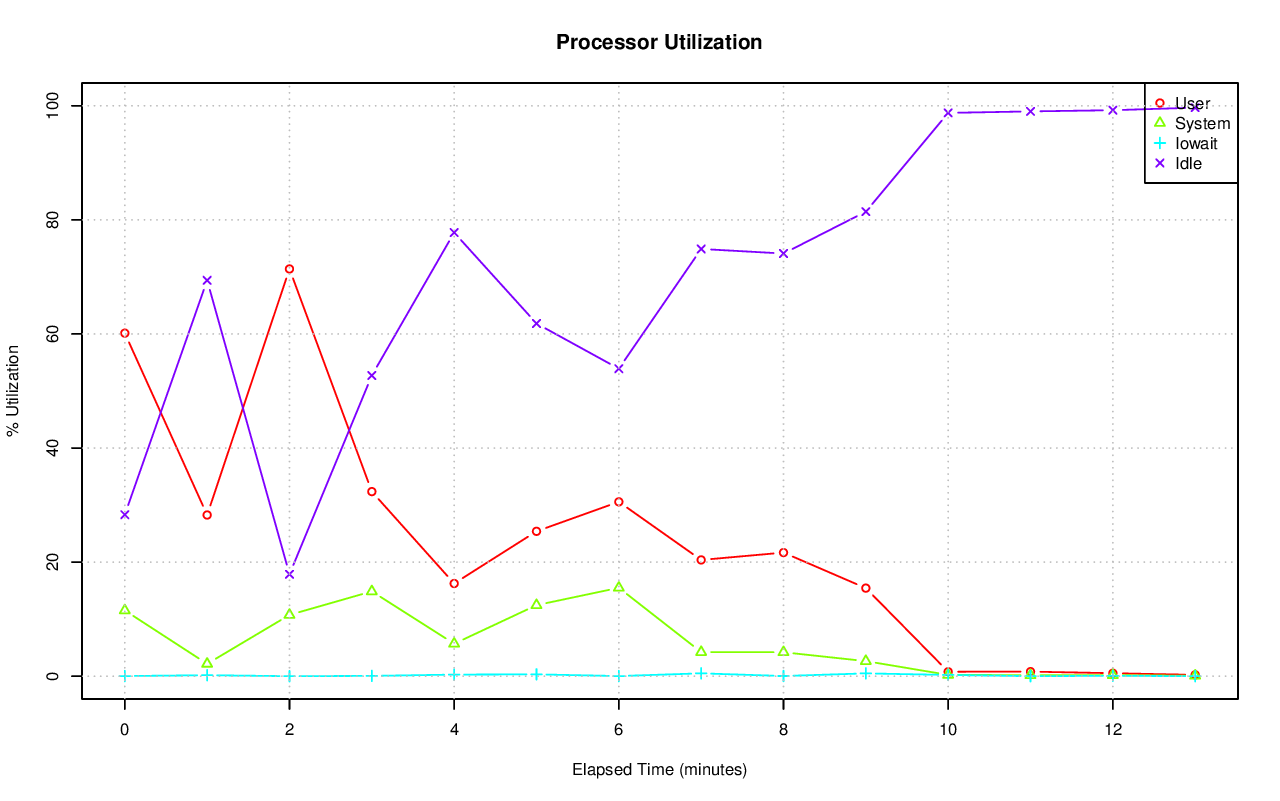 Processor Utilization
% Utilization
100
80
60
40
20
0
User
System
Iowait
Idle
0 2 4 6 8 10 12
Elapsed Time (minutes)